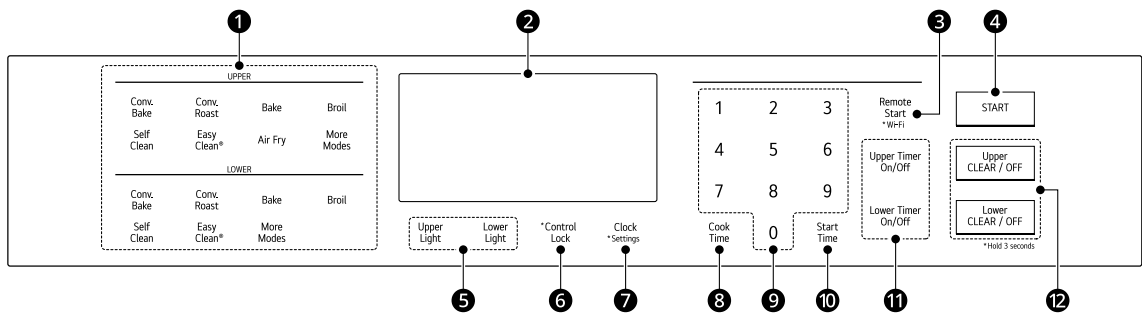 1
2
3
4
UPPER
Conv. Bake
Conv. Roast
Bake
Broil
Self Clean
Easy Clean®
Air Fry
More Modes
LOWER
Conv. Bake
Conv. Roast
Bake
Broil
Self Clean
Easy Clean®
More Modes
Upper Light
Lower Light
*Control Lock
Clock
*Settings
1 2 3
4 5 6
7 8 9
0
Cook Time
Start Time
Remote Start
*Wi-Fi
Upper Timer On/Off
Lower Timer On/Off
START
Upper CLEAR / OFF
Lower CLEAR / OFF
*Hold 3 seconds
5
6
7
8
9
10
11
12